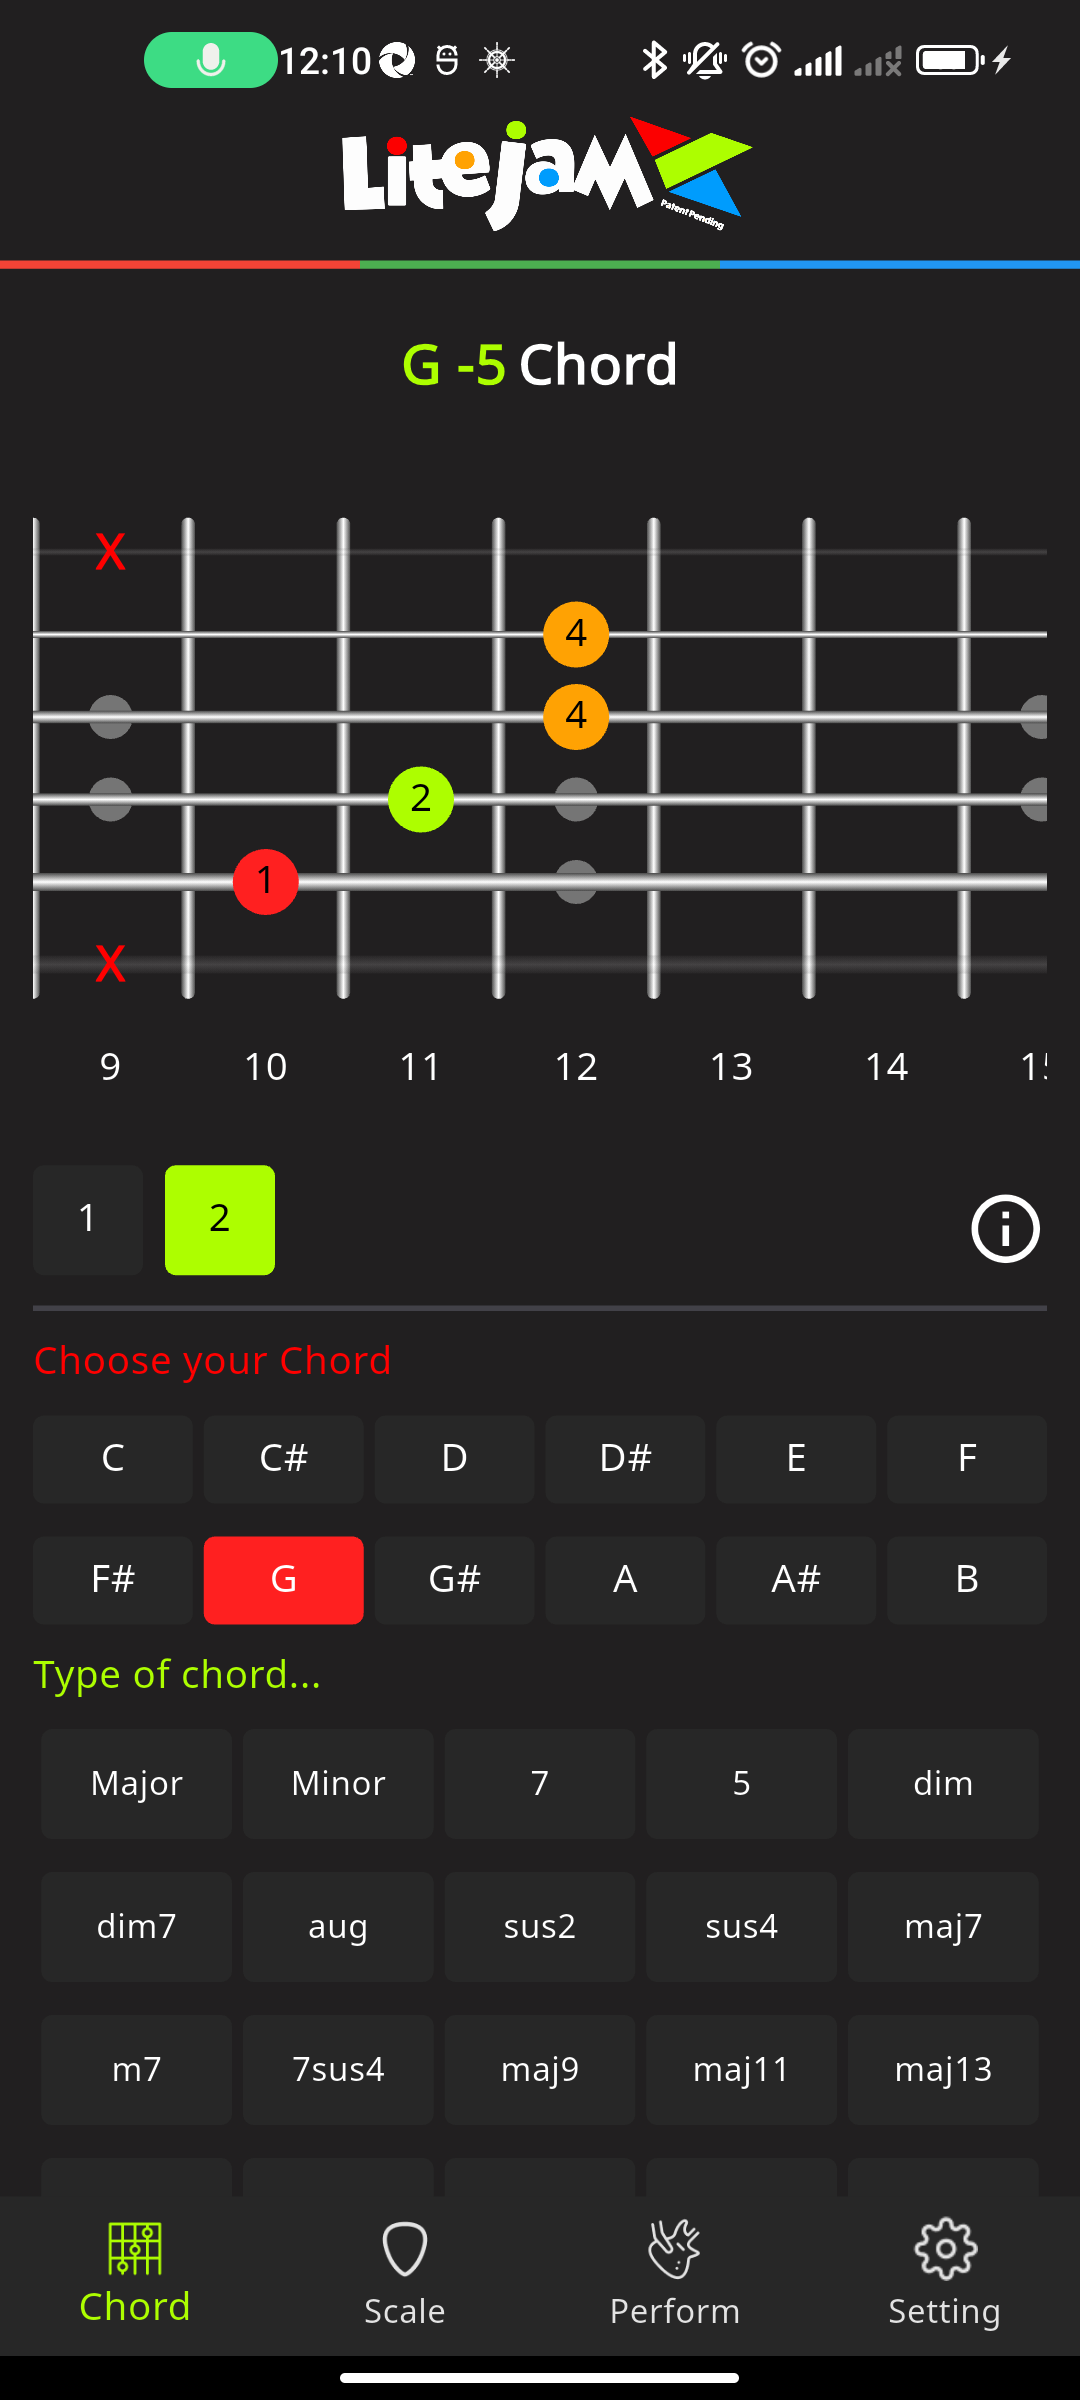 12:10
LiteJam
Patent Pending
G -5 Chord
X
4
4
2
1
X
9 10 11 12 13 14
1 2
Choose your Chord
C C# D D# E F
F# G G# A A# B
Type of chord...
Major Minor 7 5 dim
dim7 aug sus2 sus4 maj7
m7 7sus4 maj9 maj11 maj13
Chord Scale Perform Setting